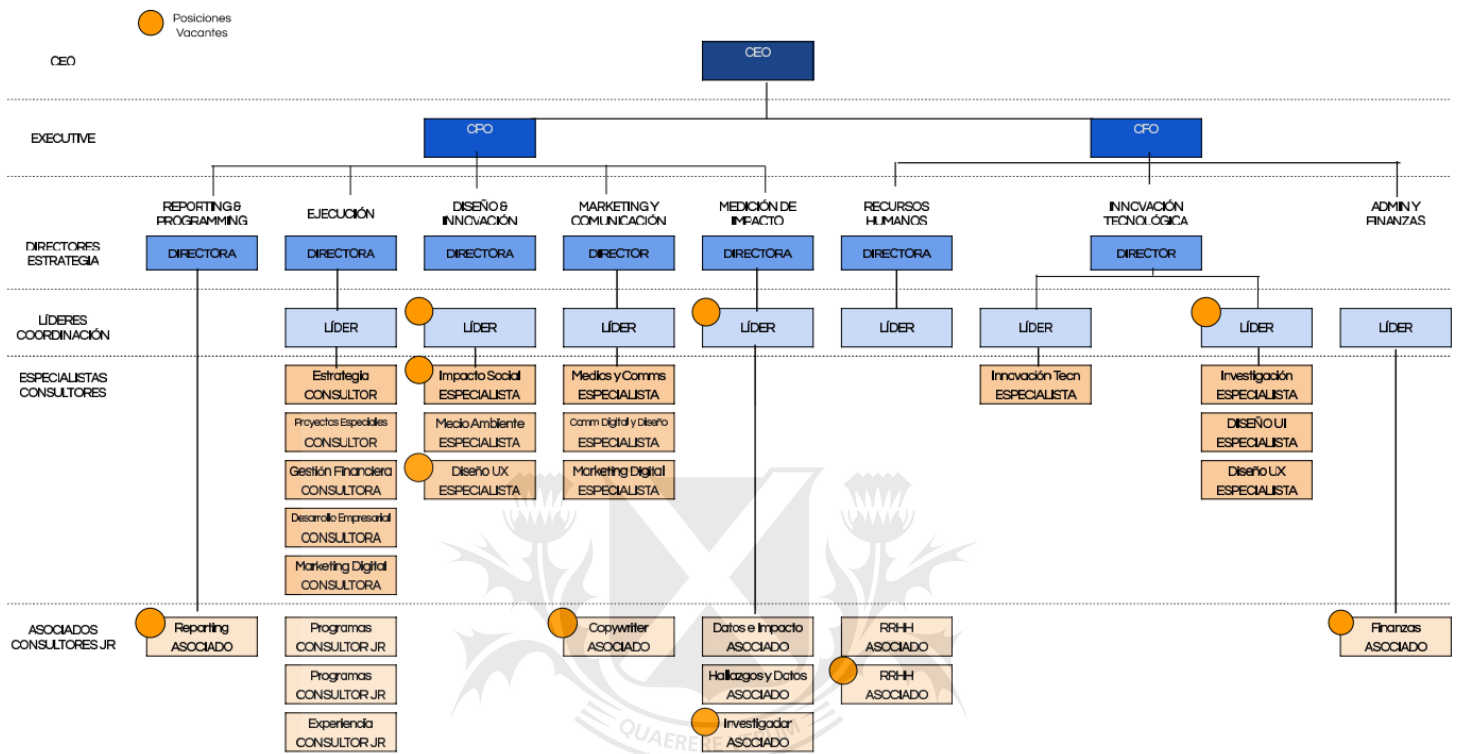 Posiciones
Vacantes
CEO
CEO
EXECUTIVE
CPO
CFO
REPORTING &
PROGRAMMING
EJECUCIÓN
DISEÑO &
INNOVACIÓN
MARKETING Y
COMUNICACIÓN
MEDICIÓN DE
IMPACTO
RECURSOS
HUMANOS
INNOVACIÓN
TECNOLÓGICA
ADMIN Y
FINANZAS
DIRECTORES
ESTRATEGIA
DIRECTORA
DIRECTORA
DIRECTORA
DIRECTOR
DIRECTORA
DIRECTORA
DIRECTOR
LÍDERES
COORDINACIÓN
LÍDER
LÍDER
LÍDER
LÍDER
LÍDER
LÍDER
LÍDER
LÍDER
ESPECIALISTAS
CONSULTORES
Estrategia
CONSULTOR
Proyectos Especiales
CONSULTOR
Gestión Financiera
CONSULTORA
Desarrollo Empresarial
CONSULTORA
Marketing Digital
CONSULTORA
Impacto Social
ESPECIALISTA
Medio Ambiente
ESPECIALISTA
Diseño UX
ESPECIALISTA
Medios y Comms
ESPECIALISTA
Comm Digital y Diseño
ESPECIALISTA
Marketing Digital
ESPECIALISTA
Innovación Tecn
ESPECIALISTA
Investigación
ESPECIALISTA
DISEÑO UI
ESPECIALISTA
Diseño UX
ESPECIALISTA
ASOCIADOS
CONSULTORES JR
Reporting
ASOCIADO
Programas
CONSULTOR JR
Programas
CONSULTOR JR
Experiencia
CONSULTOR JR
Copywriter
ASOCIADO
Datos e Impacto
ASOCIADO
Hallazgos y Datos
ASOCIADO
Investigador
ASOCIADO
RRHH
ASOCIADO
RRHH
ASOCIADO
Finanzas
ASOCIADO
QUAERERE